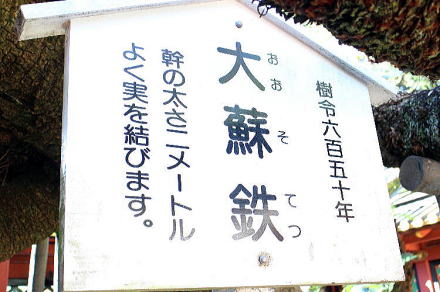 樹令六百五十年
大蘇鉄
おおそてつ
幹の太さ二メートル
よく実を結びます。